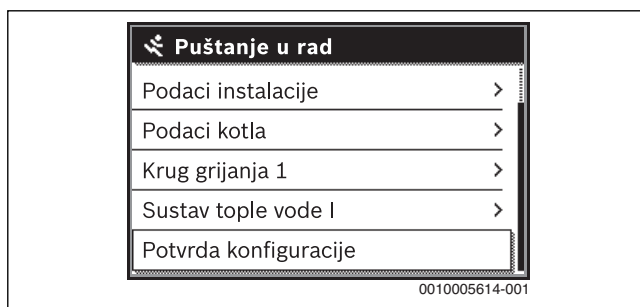 Puštanje u rad
Podaci instalacije
Podaci kotla
Krug grijanja 1
Sustav tople vode I
Potvrda konfiguracije
0010005614-001